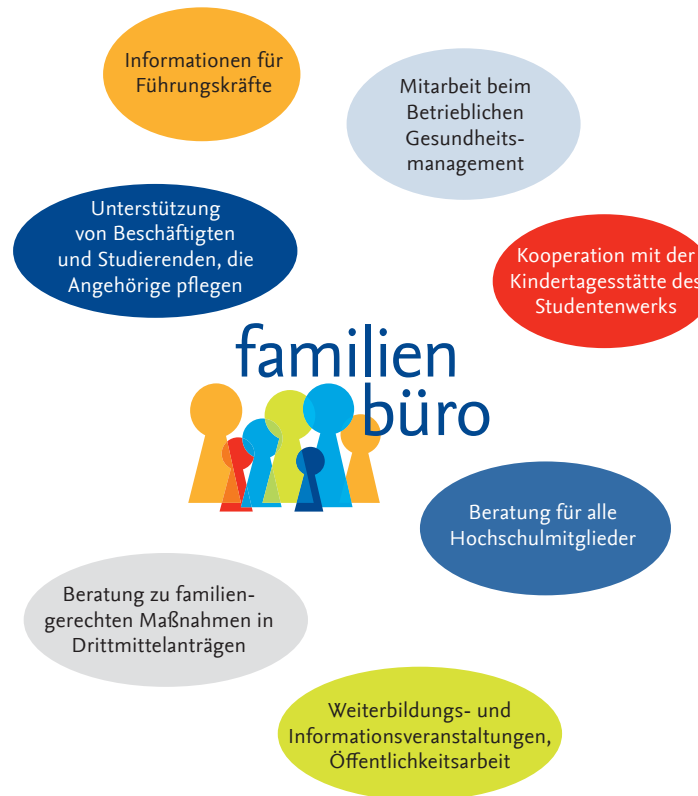 Informationen für
Führungskräfte
Mitarbeit beim
Betrieblichen
Gesundheits-
management
Unterstützung
von Beschäftigten
und Studierenden, die
Angehörige pflegen
Kooperation mit der
Kindertagesstätte des
Studentenwerks
familien
büro
Beratung für alle
Hochschulmitglieder
Beratung zu familien-
gerechten Maßnahmen in
Drittmittelanträgen
Weiterbildungs- und
Informationsveranstaltungen,
Öffentlichkeitsarbeit